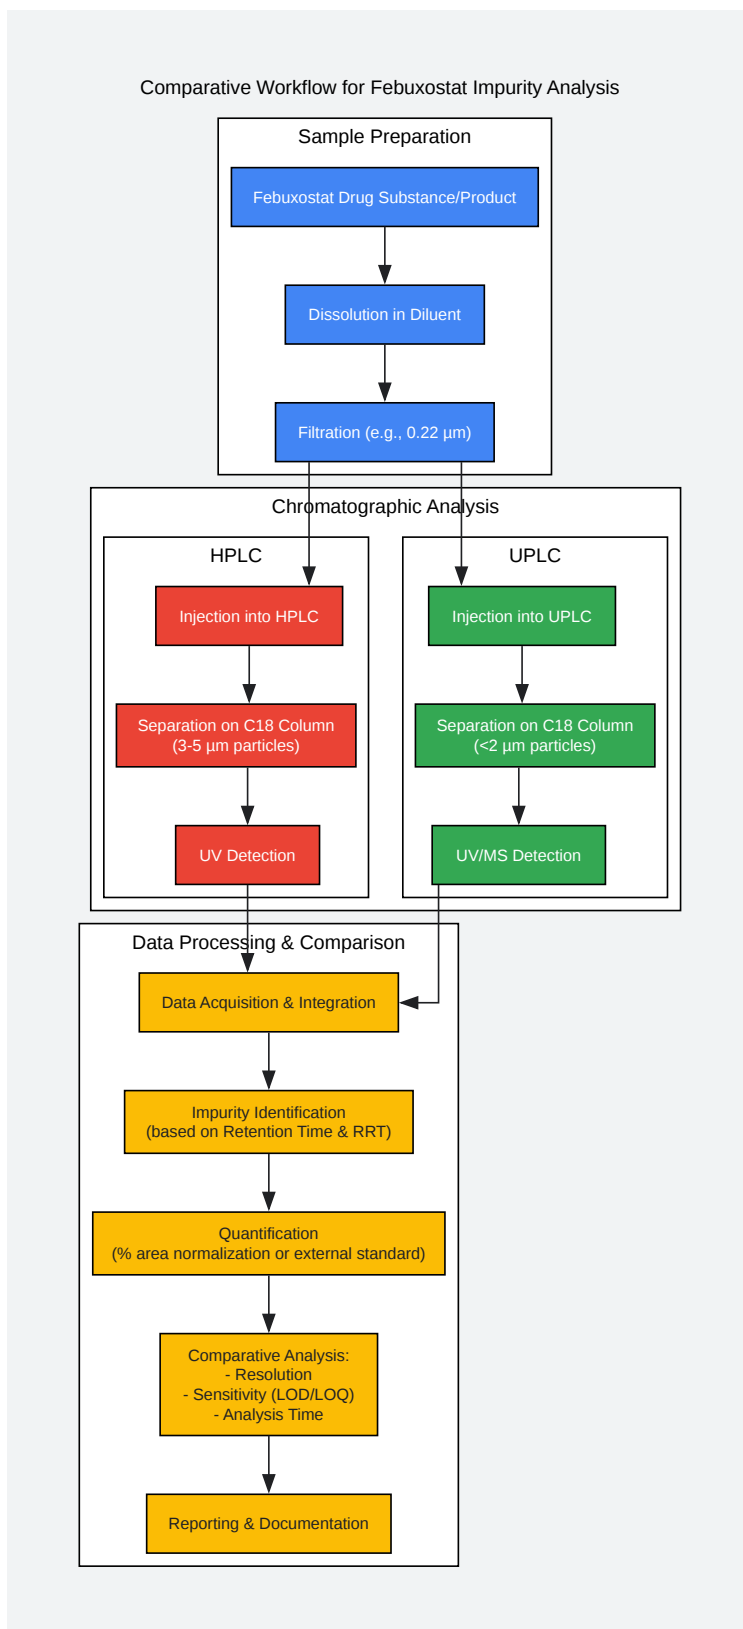 Comparative Workflow for Febuxostat Impurity Analysis
Sample Preparation
Febuxostat Drug Substance/Product
Dissolution in Diluent
Filtration (e.g., 0.22 µm)
Chromatographic Analysis
HPLC
Injection into HPLC
Separation on C18 Column
(3-5 µm particles)
UV Detection
UPLC
Injection into UPLC
Separation on C18 Column
(<2 µm particles)
UV/MS Detection
Data Processing & Comparison
Data Acquisition & Integration
Impurity Identification
(based on Retention Time & RRT)
Quantification
(% area normalization or external standard)
Comparative Analysis:
- Resolution
- Sensitivity (LOD/LOQ)
- Analysis Time
Reporting & Documentation